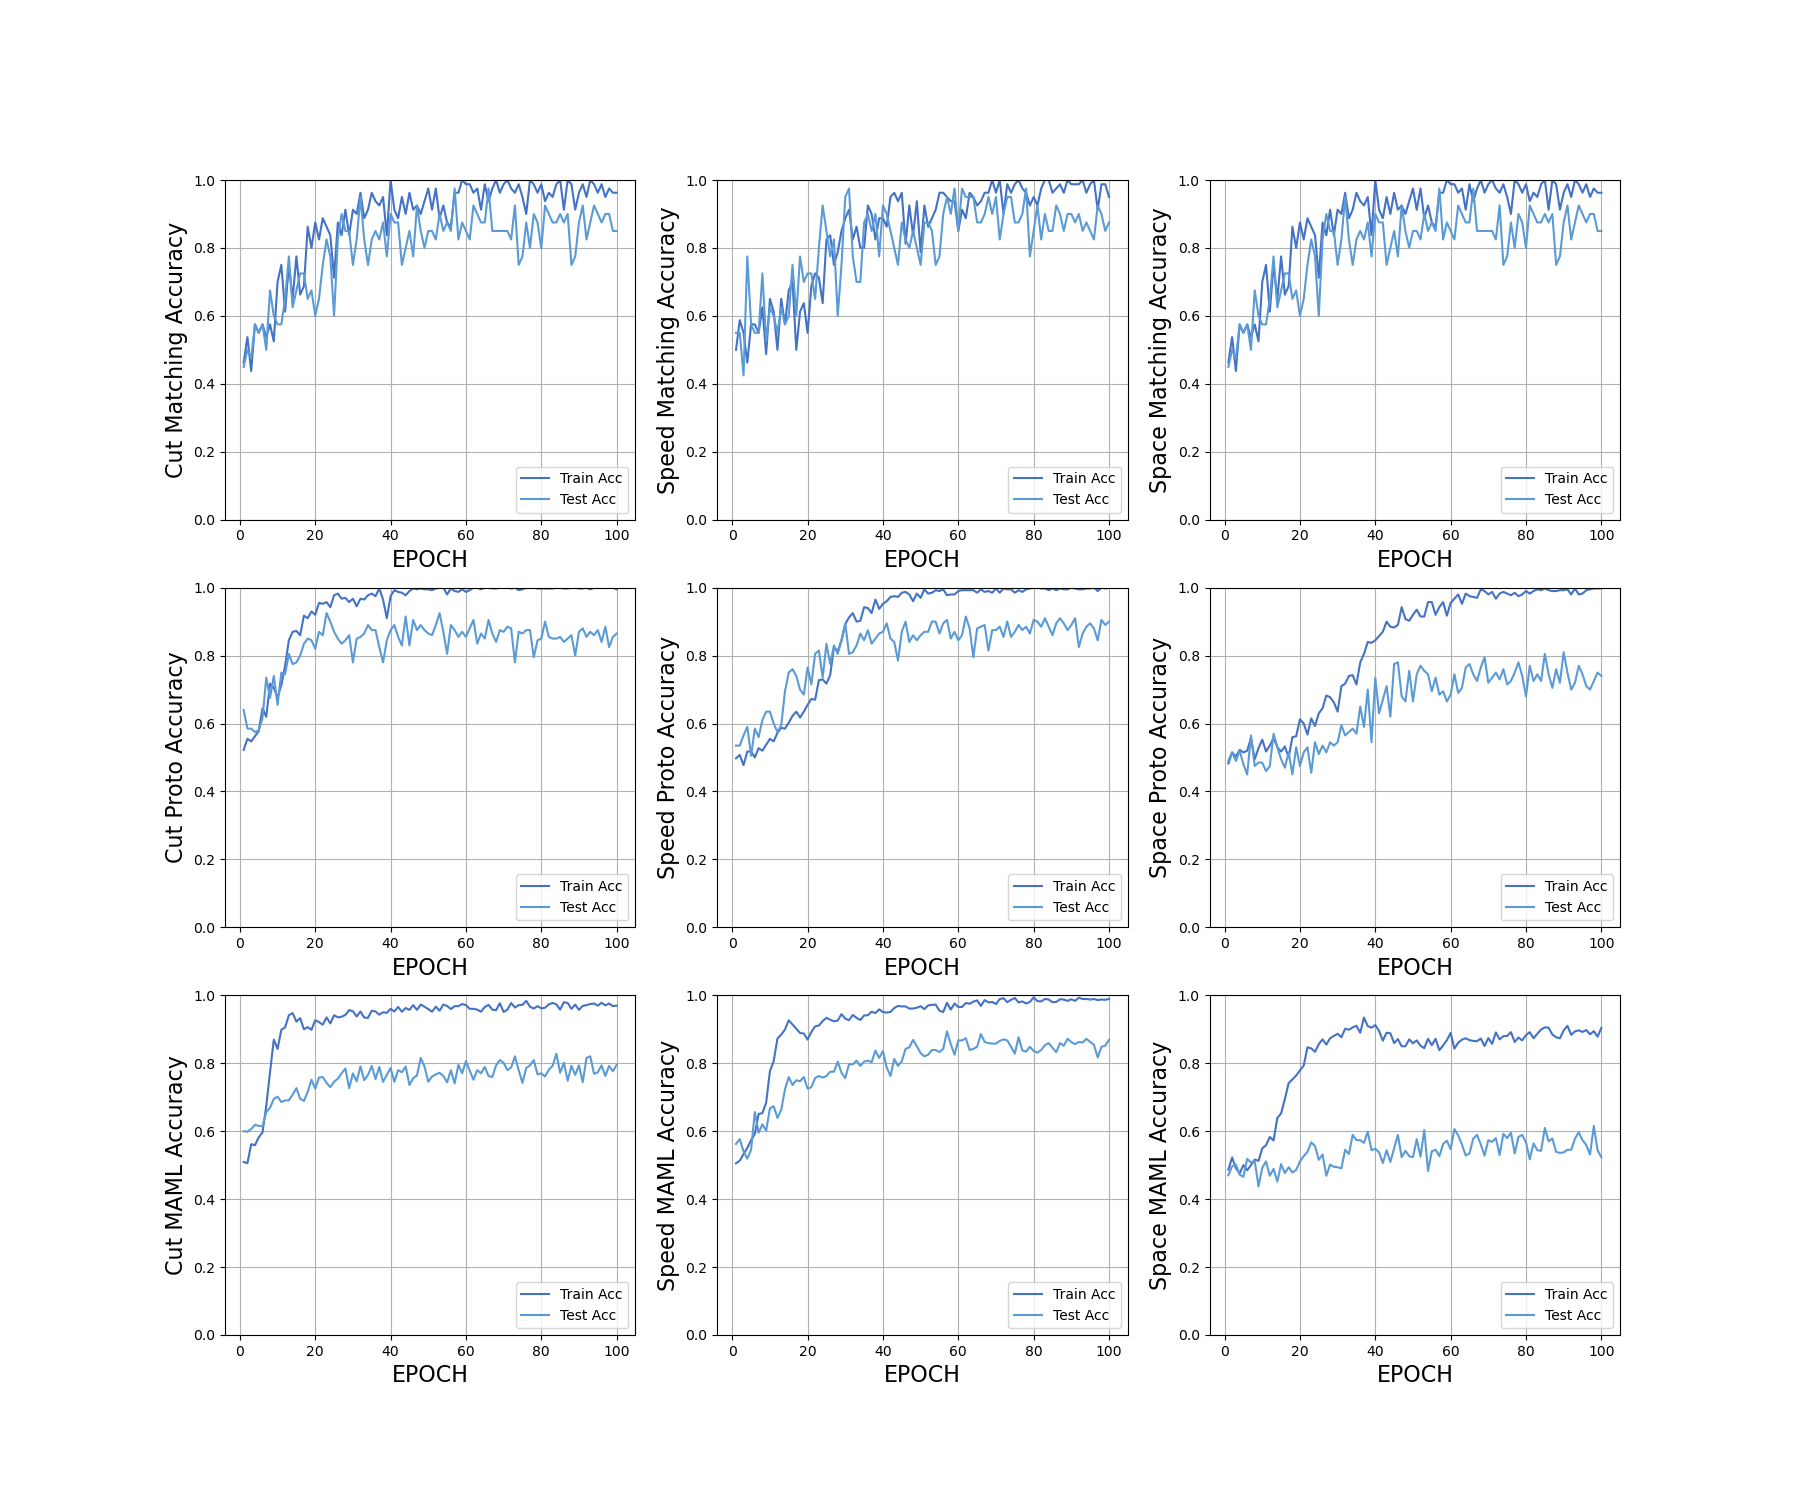 Cut Matching Accuracy
1.0
0.8
0.6
0.4
0.2
0.0
Train Acc
Test Acc
0 20 40 60 80 100
EPOCH
Speed Matching Accuracy
1.0
0.8
0.6
0.4
0.2
0.0
Train Acc
Test Acc
0 20 40 60 80 100
EPOCH
Space Matching Accuracy
1.0
0.8
0.6
0.4
0.2
0.0
Train Acc
Test Acc
0 20 40 60 80 100
EPOCH
Cut Proto Accuracy
1.0
0.8
0.6
0.4
0.2
0.0
Train Acc
Test Acc
0 20 40 60 80 100
EPOCH
Speed Proto Accuracy
1.0
0.8
0.6
0.4
0.2
0.0
Train Acc
Test Acc
0 20 40 60 80 100
EPOCH
Space Proto Accuracy
1.0
0.8
0.6
0.4
0.2
0.0
Train Acc
Test Acc
0 20 40 60 80 100
EPOCH
Cut MAML Accuracy
1.0
0.8
0.6
0.4
0.2
0.0
Train Acc
Test Acc
0 20 40 60 80 100
EPOCH
Speed MAML Accuracy
1.0
0.8
0.6
0.4
0.2
0.0
Train Acc
Test Acc
0 20 40 60 80 100
EPOCH
Space MAML Accuracy
1.0
0.8
0.6
0.4
0.2
0.0
Train Acc
Test Acc
0 20 40 60 80 100
EPOCH